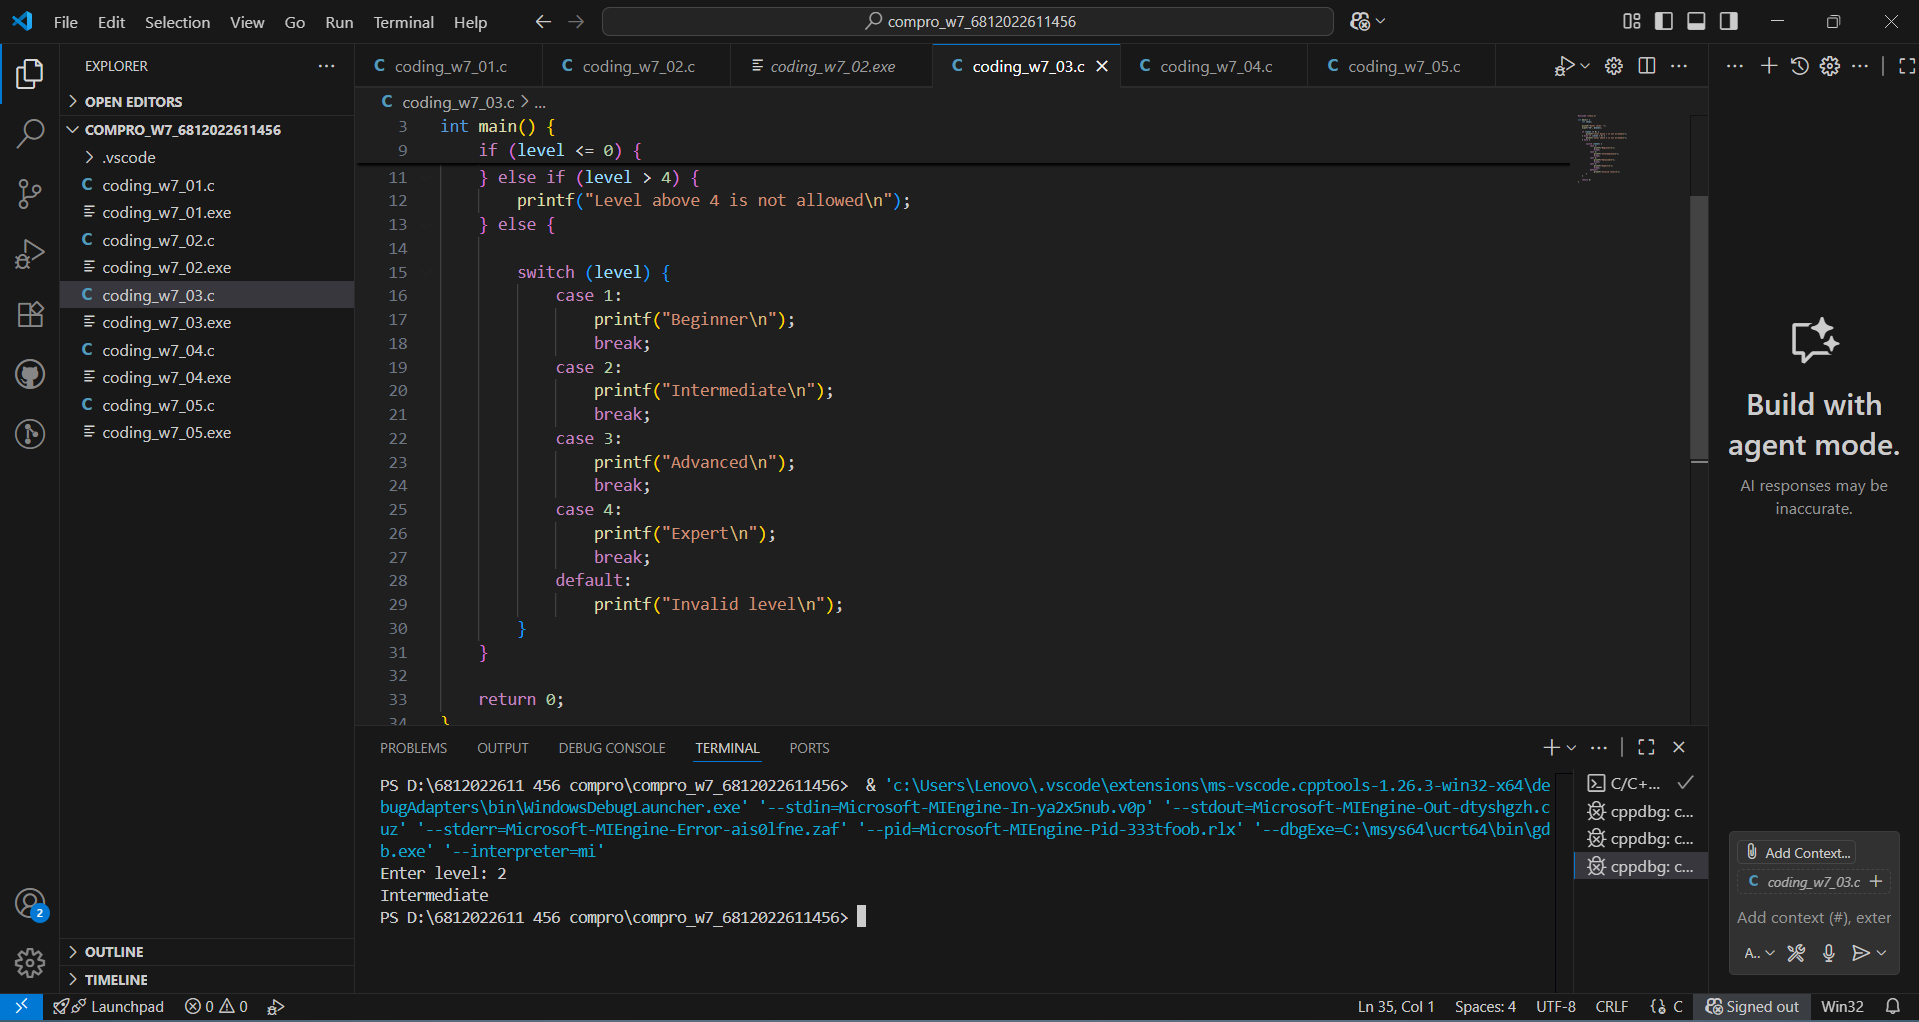 File Edit Selection View Go Run Terminal Help
compro_w7_6812022611456
EXPLORER
OPEN EDITORS
COMPRO_W7_6812022611456
.vscode
C coding_w7_01.c
coding_w7_01.exe
C coding_w7_02.c
coding_w7_02.exe
C coding_w7_03.c
coding_w7_03.exe
C coding_w7_04.c
coding_w7_04.exe
C coding_w7_05.c
coding_w7_05.exe
OUTLINE
TIMELINE
C coding_w7_01.c C coding_w7_02.c coding_w7_02.exe C coding_w7_03.c C coding_w7_04.c C coding_w7_05.c
C coding_w7_03.c > ...
3 int main() {
9 if (level <= 0) {
11 } else if (level > 4) {
12 printf("Level above 4 is not allowed\n");
13 } else {
14
15 switch (level) {
16 case 1:
17 printf("Beginner\n");
18 break;
19 case 2:
20 printf("Intermediate\n");
21 break;
22 case 3:
23 printf("Advanced\n");
24 break;
25 case 4:
26 printf("Expert\n");
27 break;
28 default:
29 printf("Invalid level\n");
30 }
31 }
32
33 return 0;
34 }
PROBLEMS OUTPUT DEBUG CONSOLE TERMINAL PORTS
PS D:\6812022611 456 compro\compro_w7_6812022611456> & 'c:\Users\Lenovo\.vscode\extensions\ms-vscode.cpptools-1.26.3-win32-x64\de
bugAdapters\bin\WindowsDebugLauncher.exe' '--stdin=Microsoft-MIEngine-In-ya2x5nub.v0p' '--stdout=Microsoft-MIEngine-Out-dtyshgzh.c
uz' '--stderr=Microsoft-MIEngine-Error-ais0lfne.zaf' '--pid=Microsoft-MIEngine-Pid-333tfoob.rlx' '--dbgExe=C:\msys64\ucrt64\bin\gd
b.exe' '--interpreter=mi'
Enter level: 2
Intermediate
PS D:\6812022611 456 compro\compro_w7_6812022611456>
C/C+...
cppdbg: c...
cppdbg: c...
cppdbg: c...
Build with
agent mode.
AI responses may be
inaccurate.
Add Context...
C coding_w7_03.c +
Add context (#), exter
A..
2
Launchpad 0 0
Ln 35, Col 1 Spaces: 4 UTF-8 CRLF {} C Signed out Win32